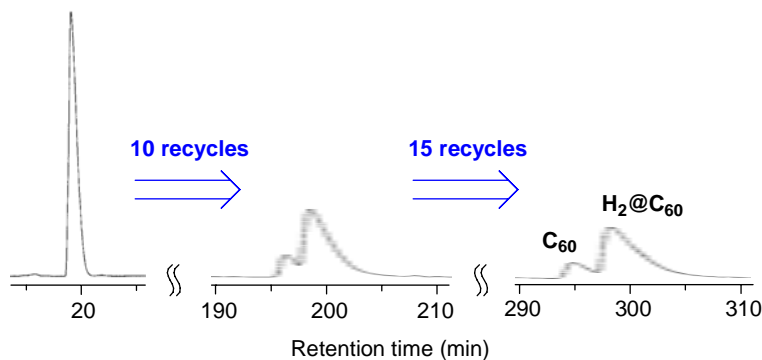 10 recycles
15 recycles
C60
H2@C60
20
190
200
210
290
300
310
Retention time (min)